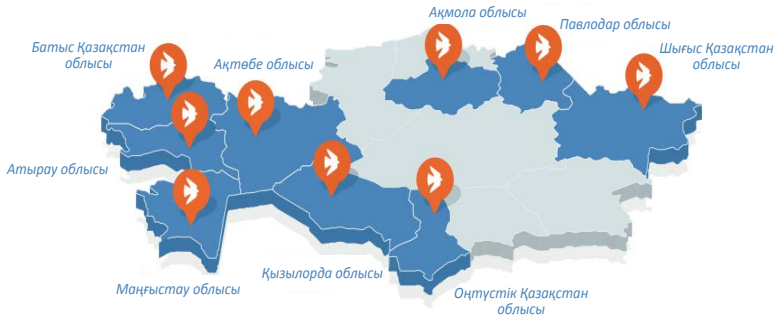 Ақмола облысы
Павлодар облысы
Батыс Қазақстан
облысы
Ақтөбе облысы
Шығыс Қазақстан
облысы
Атырау облысы
Маңғыстау облысы
Қызылорда облысы
Оңтүстік Қазақстан
облысы